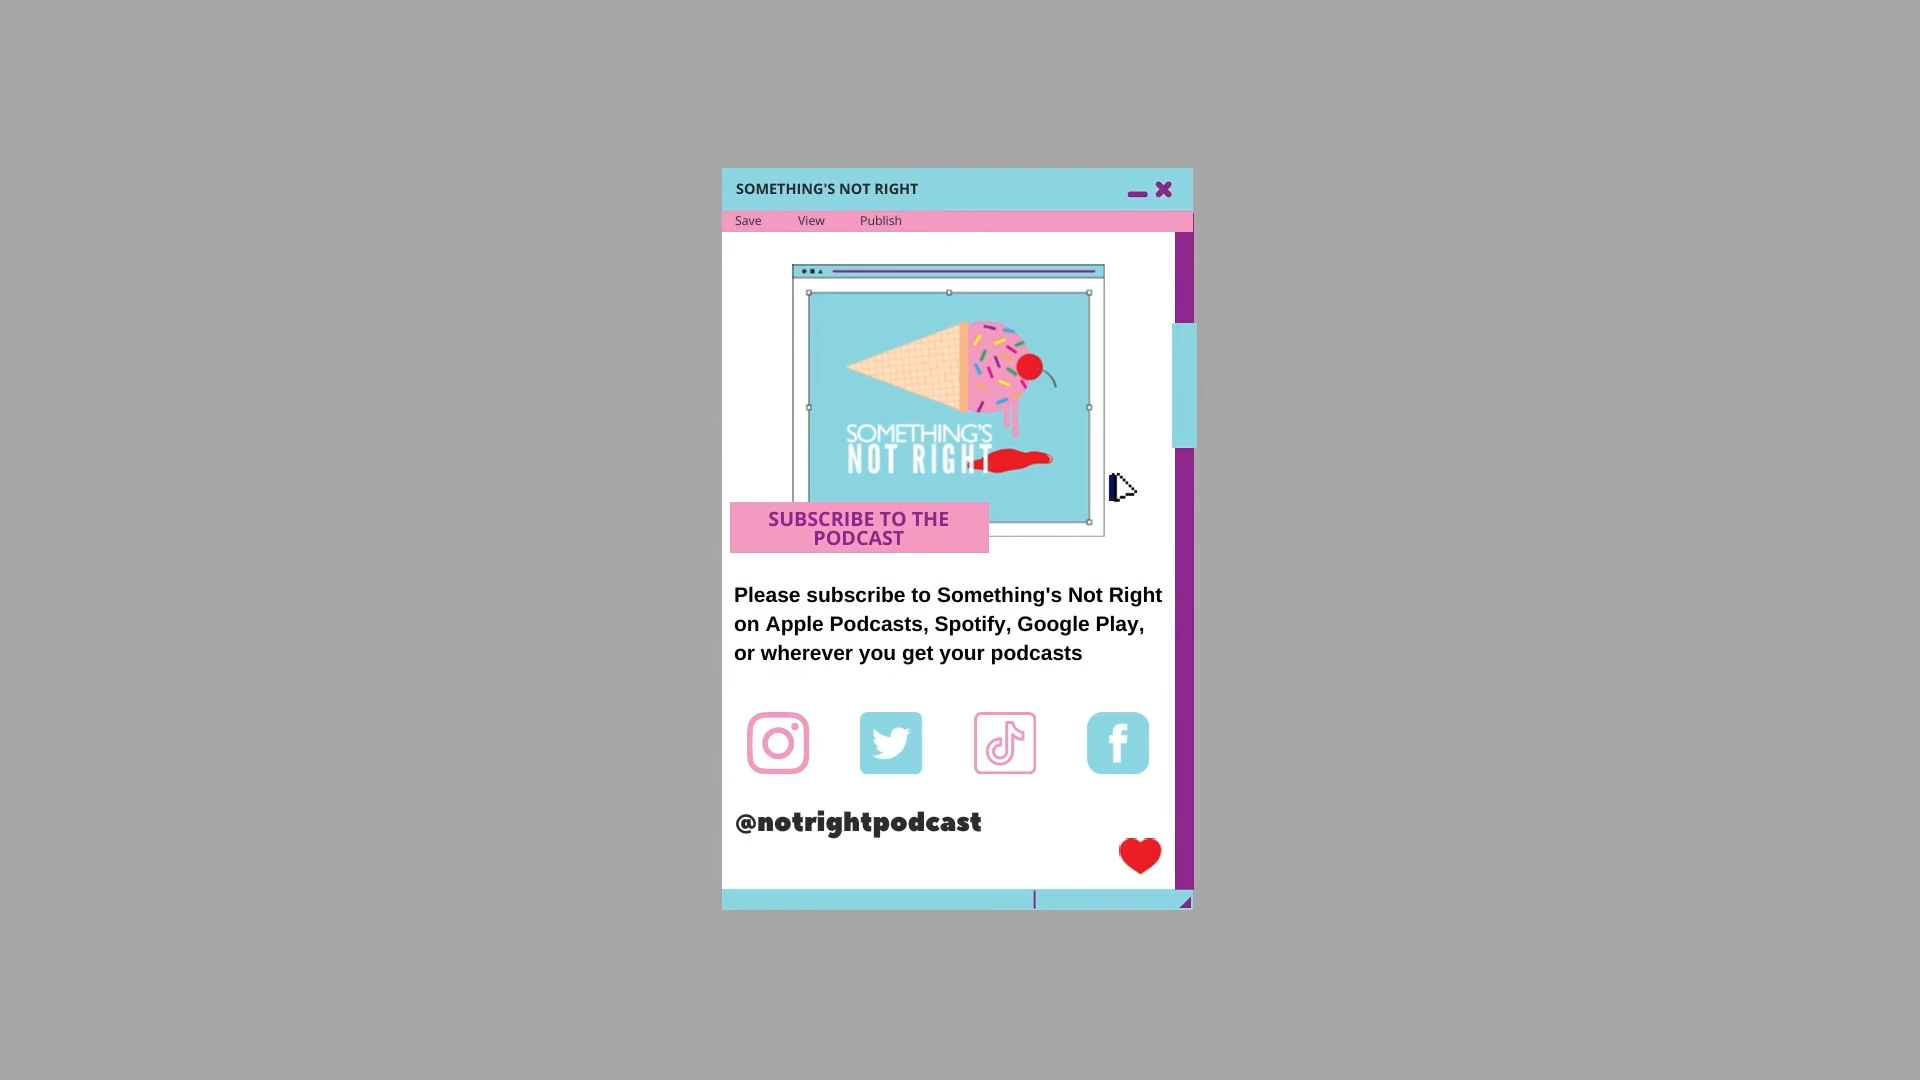 SOMETHING'S NOT RIGHT
Save View Publish
SOMETHING'S
NOT RIGHT
SUBSCRIBE TO THE
PODCAST
Please subscribe to Something's Not Right
on Apple Podcasts, Spotify, Google Play,
or wherever you get your podcasts
@notrightpodcast